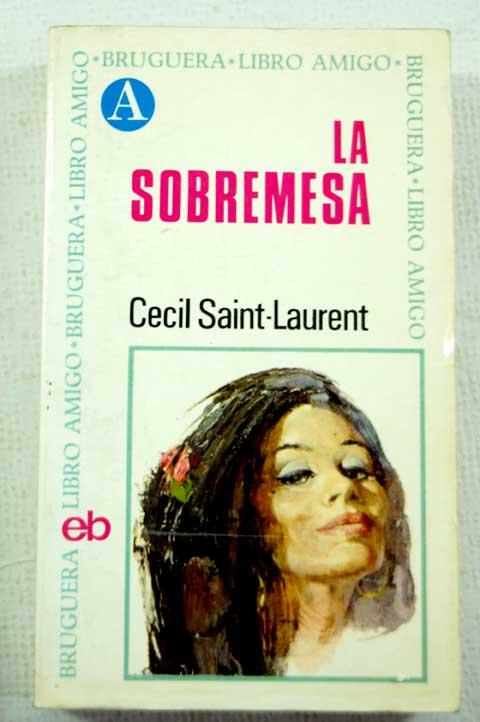 BRUGUERA * LIBRO AMIGO *
BRUGUERA * LIBRO AMIGO
BRUGUERA LIBRO AMIGO * BRUGUERA * LIBRO AMIGO
A
LA
SOBREMESA
Cecil Saint-Laurent
eb